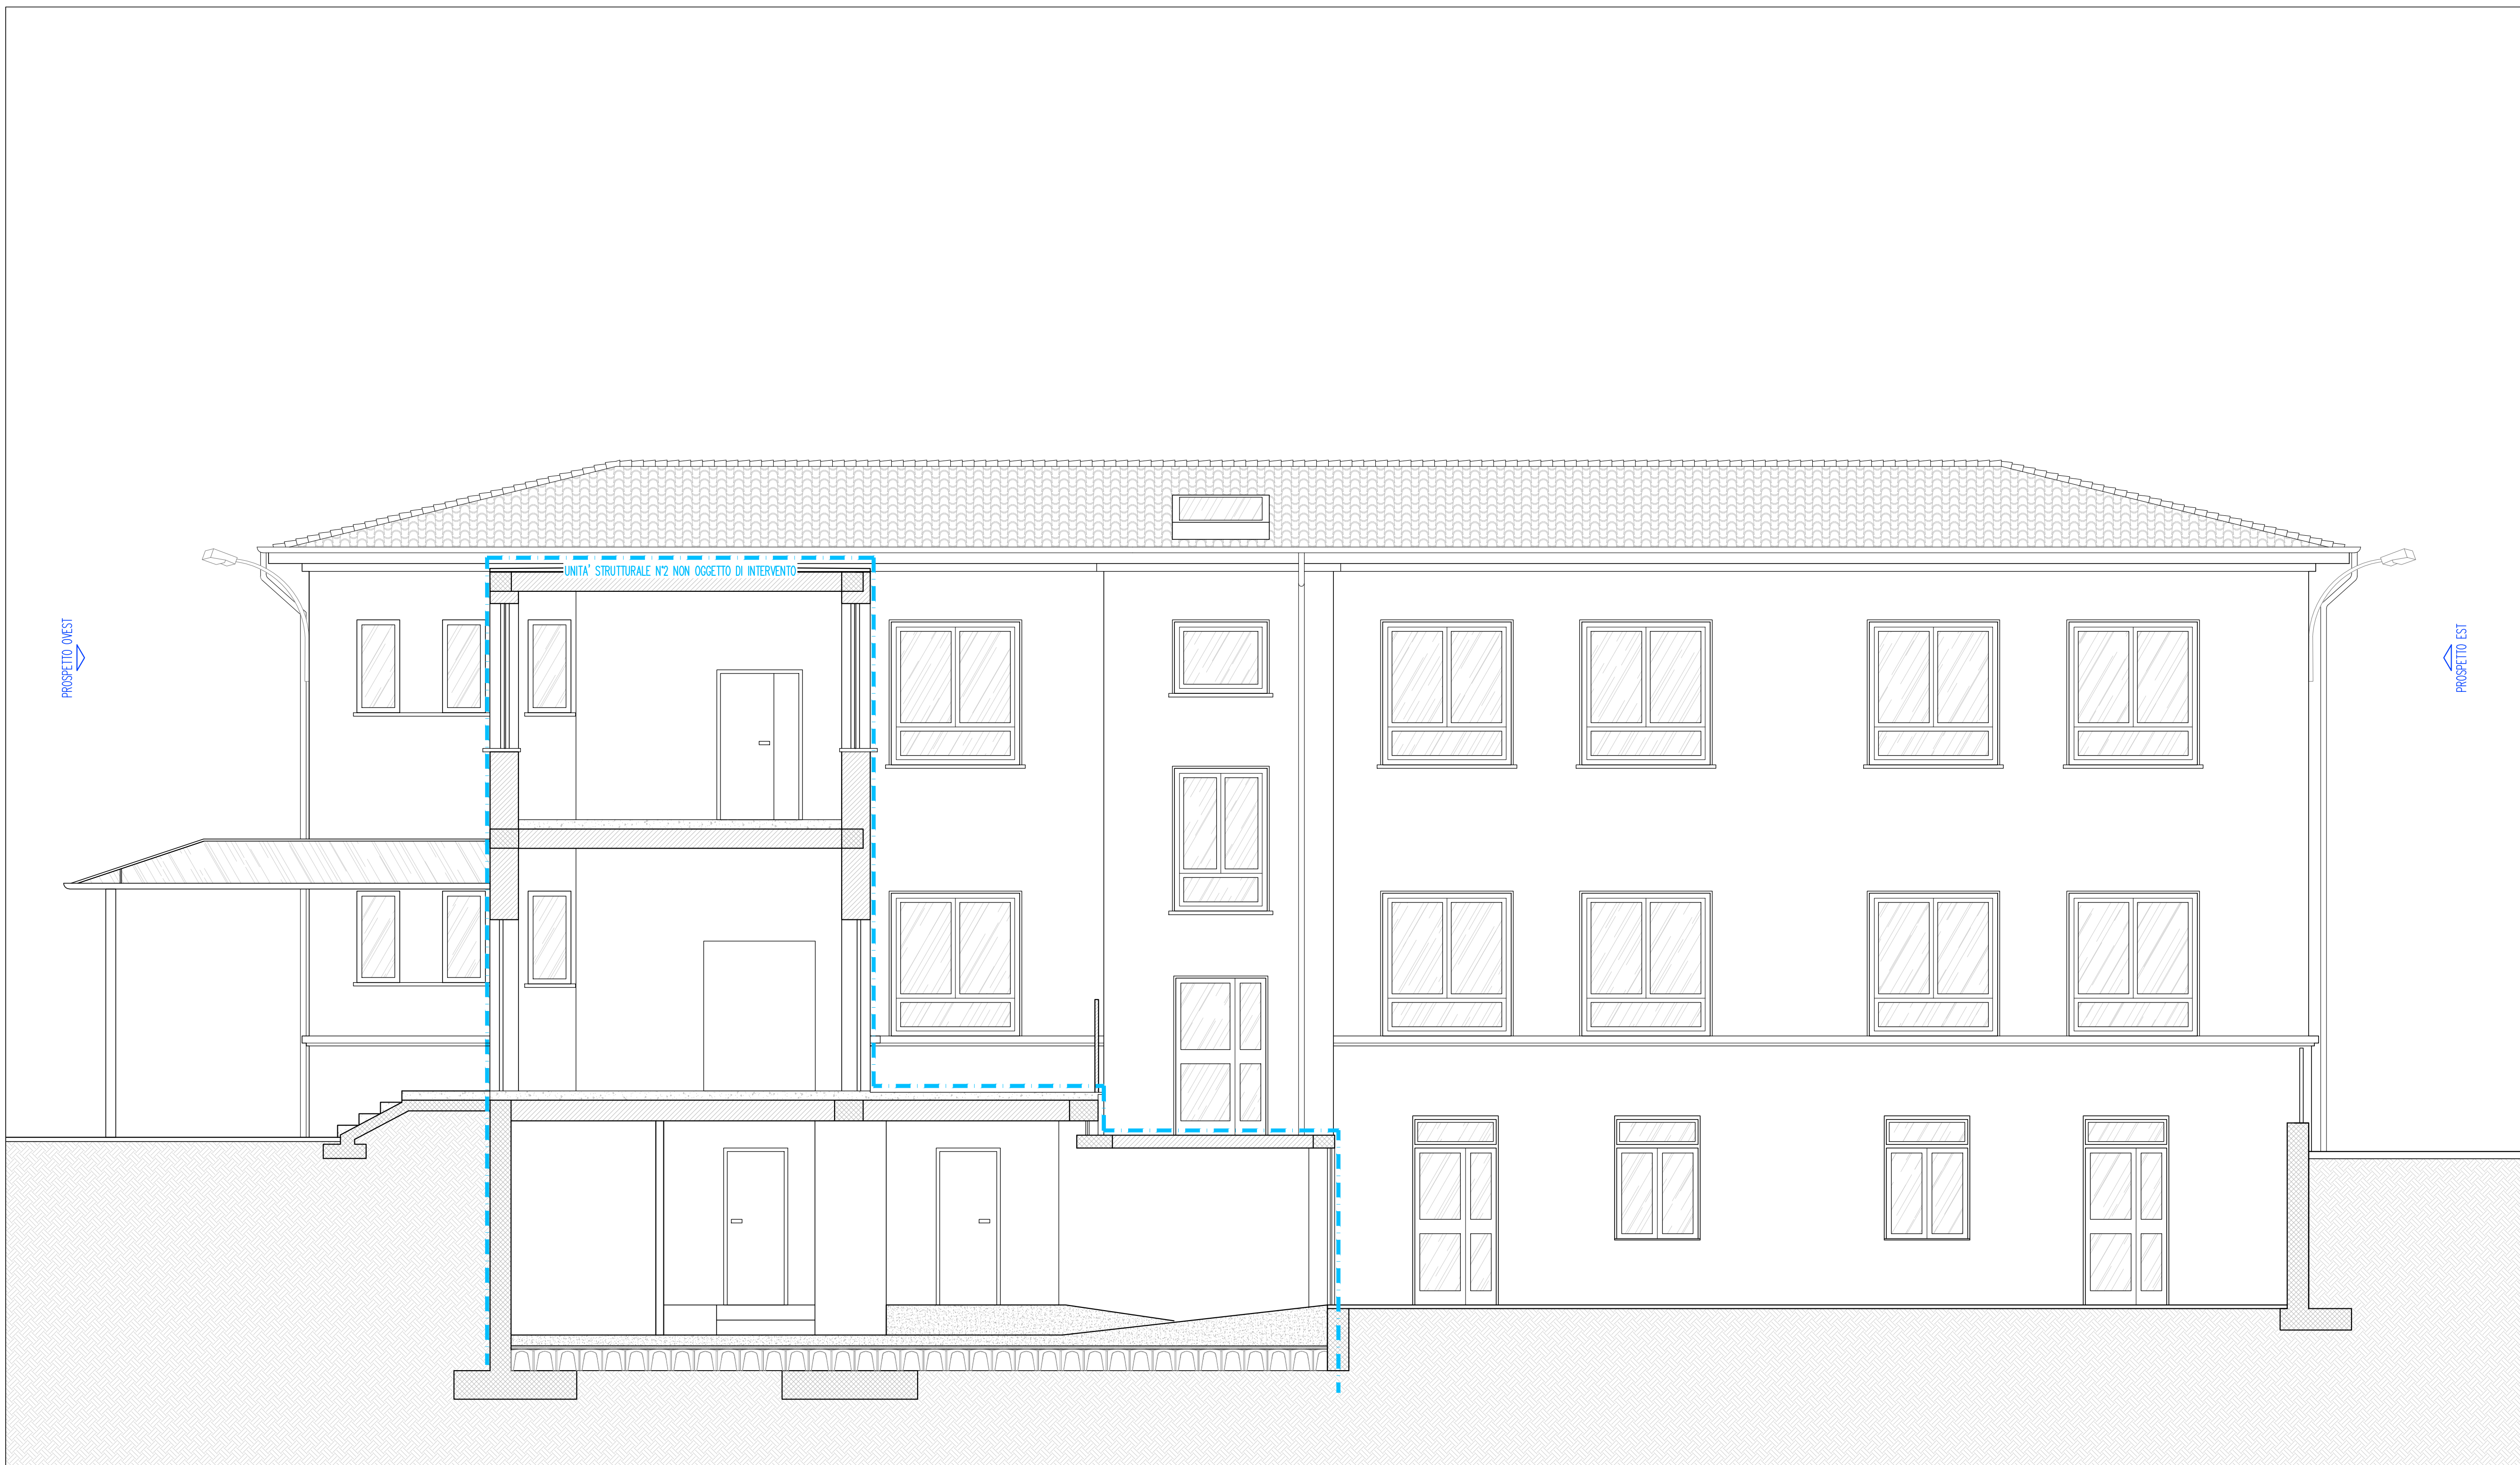 UNITA' STRUTTURALE N°2 NON OGGETTO DI INTERVENTO
PROSPETTO OVEST
PROSPETTO EST